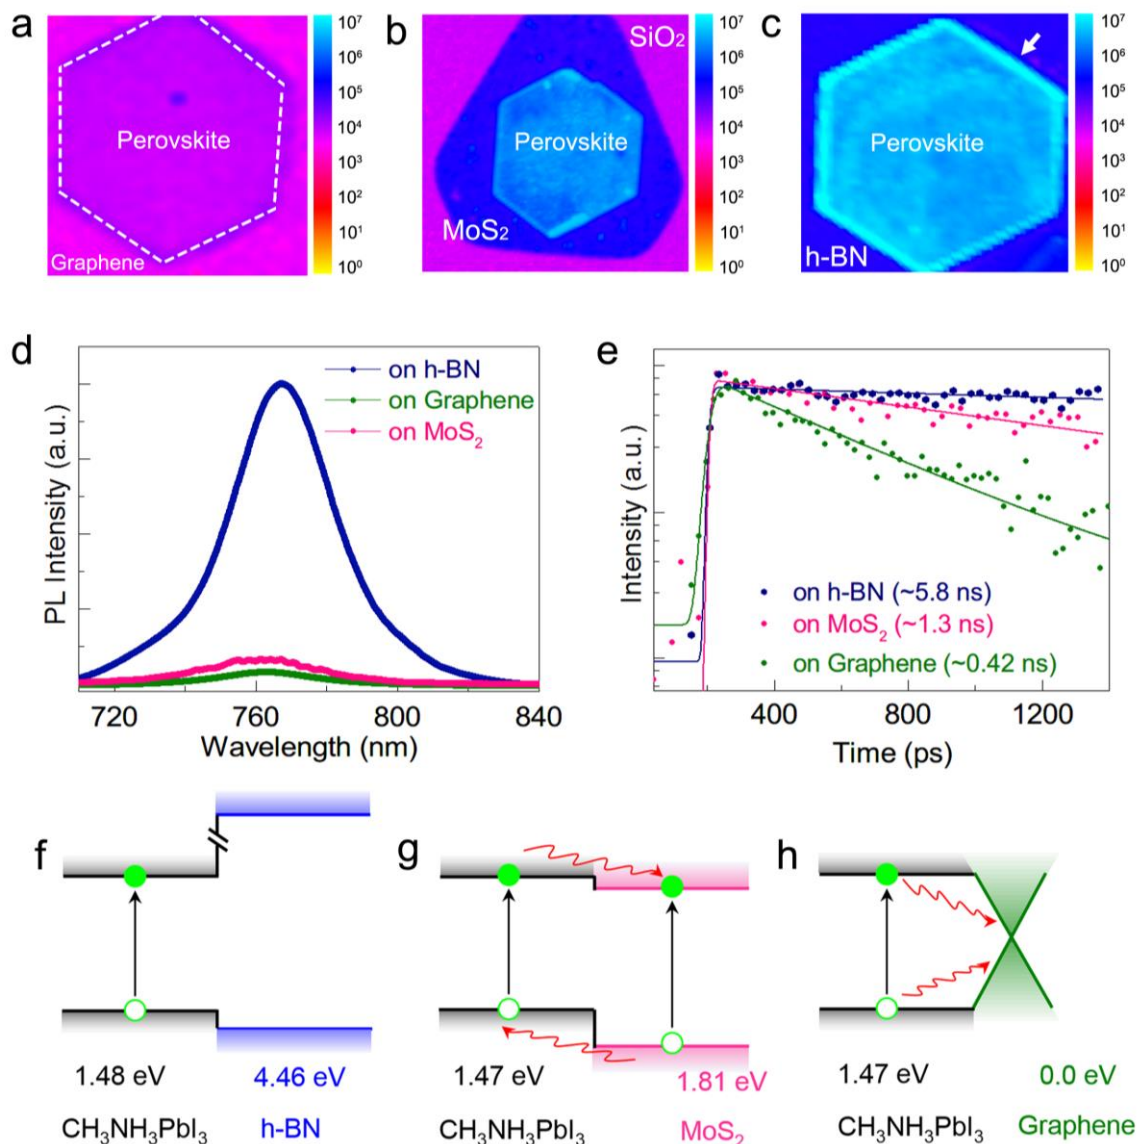 a
Perovskite
Graphene
10⁷
10⁶
10⁵
10⁴
10³
10²
10¹
10⁰
b
SiO₂
Perovskite
MoS₂
10⁷
10⁶
10⁵
10⁴
10³
10²
10¹
10⁰
c
Perovskite
h-BN
10⁷
10⁶
10⁵
10⁴
10³
10²
10¹
10⁰
d
PL Intensity (a.u.)
on h-BN
on Graphene
on MoS₂
720 760 800 840
Wavelength (nm)
e
Intensity (a.u.)
on h-BN (~5.8 ns)
on MoS₂ (~1.3 ns)
on Graphene (~0.42 ns)
400 800 1200
Time (ps)
f
1.48 eV 4.46 eV
CH₃NH₃PbI₃ h-BN
g
1.47 eV 1.81 eV
CH₃NH₃PbI₃ MoS₂
h
1.47 eV 0.0 eV
CH₃NH₃PbI₃ Graphene